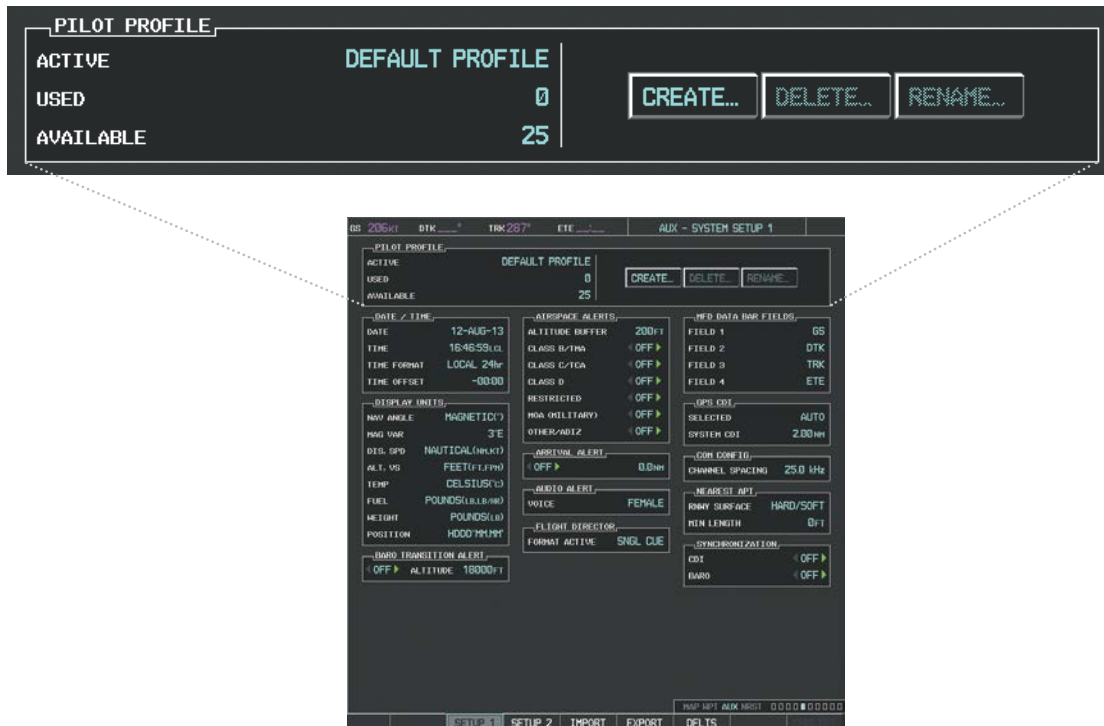 PILOT PROFILE
ACTIVE DEFAULT PROFILE
USED 0
AVAILABLE 25
CREATE… DELETE… RENAME…
GS 206KT DTK ___° TRK 287° ETE __:__ AUX – SYSTEM SETUP 1
PILOT PROFILE
ACTIVE DEFAULT PROFILE
USED 0
AVAILABLE 25
CREATE… DELETE… RENAME…
DATE / TIME
DATE 12-AUG-13
TIME 16:46:59LCL
TIME FORMAT LOCAL 24hr
TIME OFFSET -00:00
DISPLAY UNITS
NAV ANGLE MAGNETIC(°)
MAG VAR 3°E
DIS, SPD NAUTICAL(NM,KT)
ALT, VS FEET(FT,FPM)
TEMP CELSIUS(°C)
FUEL POUNDS(LB,LB/HR)
WEIGHT POUNDS(LB)
POSITION HDDD°MM.MM'
BARO TRANSITION ALERT
OFF ALTITUDE 18000FT
AIRSPACE ALERTS
ALTITUDE BUFFER 200FT
CLASS B/TMA OFF
CLASS C/TCA OFF
CLASS D OFF
RESTRICTED OFF
MOA (MILITARY) OFF
OTHER/ADIZ OFF
ARRIVAL ALERT
OFF 0.0NM
AUDIO ALERT
VOICE FEMALE
FLIGHT DIRECTOR
FORMAT ACTIVE SNGL CUE
MFD DATA BAR FIELDS
FIELD 1 GS
FIELD 2 DTK
FIELD 3 TRK
FIELD 4 ETE
GPS CDI
SELECTED AUTO
SYSTEM CDI 2.00NM
COM CONFIG
CHANNEL SPACING 25.0 kHz
NEAREST APT
RNWY SURFACE HARD/SOFT
MIN LENGTH 0FT
SYNCHRONIZATION
CDI OFF
BARO OFF
MAP WPT AUX NRST
SETUP 1 SETUP 2 IMPORT EXPORT DFLTS